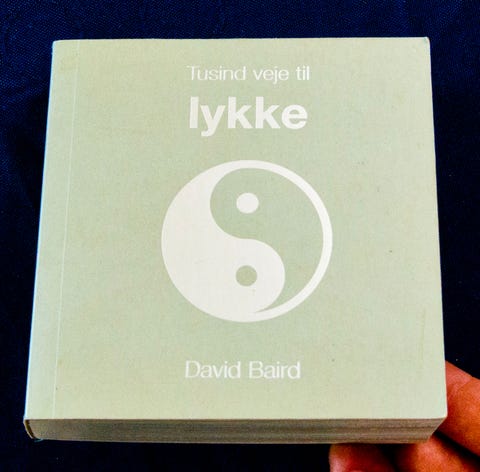 Tusind veje til
lykke
David Baird